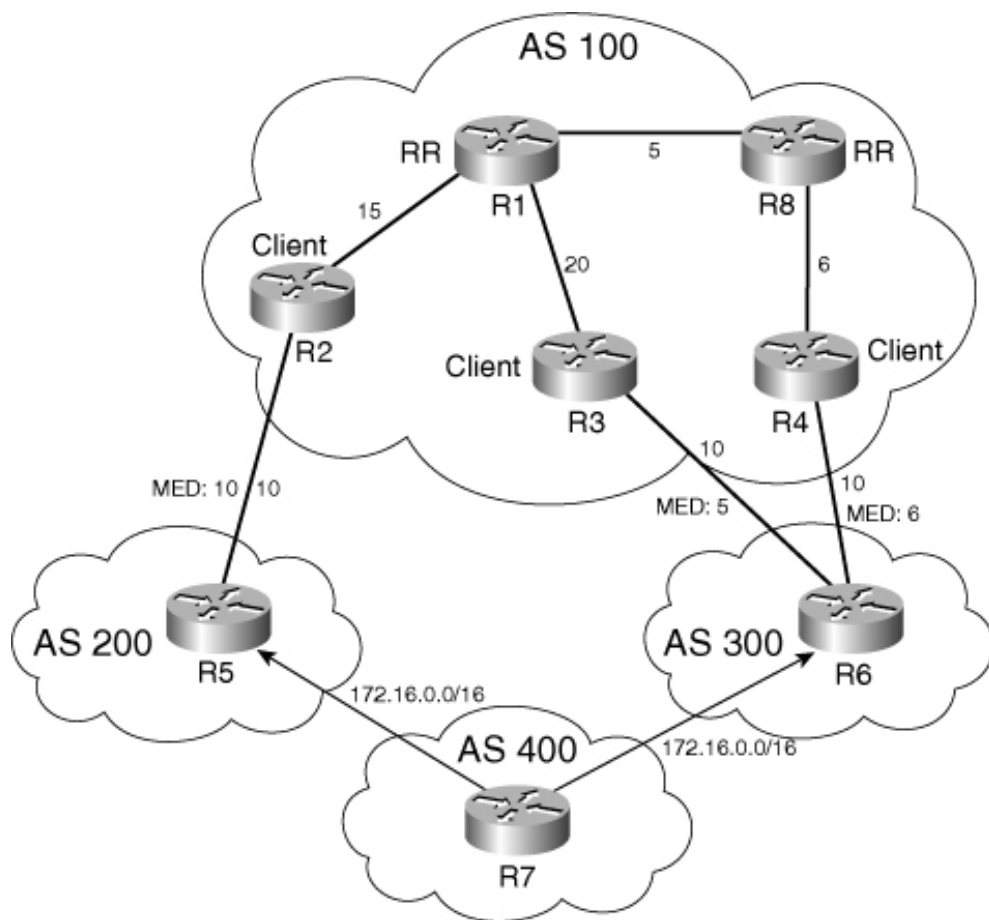 AS 100
RR
R1
5
R8
RR
15
20
6
Client
R2
Client
R3
R4
Client
10
10
MED: 10
10
MED: 5
MED: 6
AS 200
R5
AS 300
R6
172.16.0.0/16
172.16.0.0/16
AS 400
R7